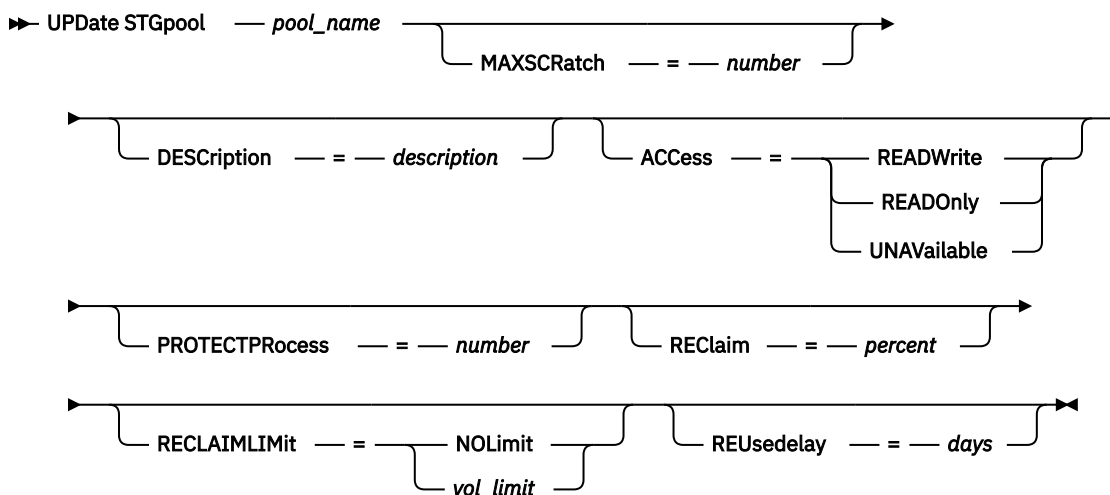 UPDate STGpool pool_name
MAXSCRatch = number
DESCription = description ACCess = READWrite
READOnly
UNAVailable
PROTECTPRocess = number REClaim = percent
RECLAIMLIMit = NOLimit REUsedelay = days
vol_limit